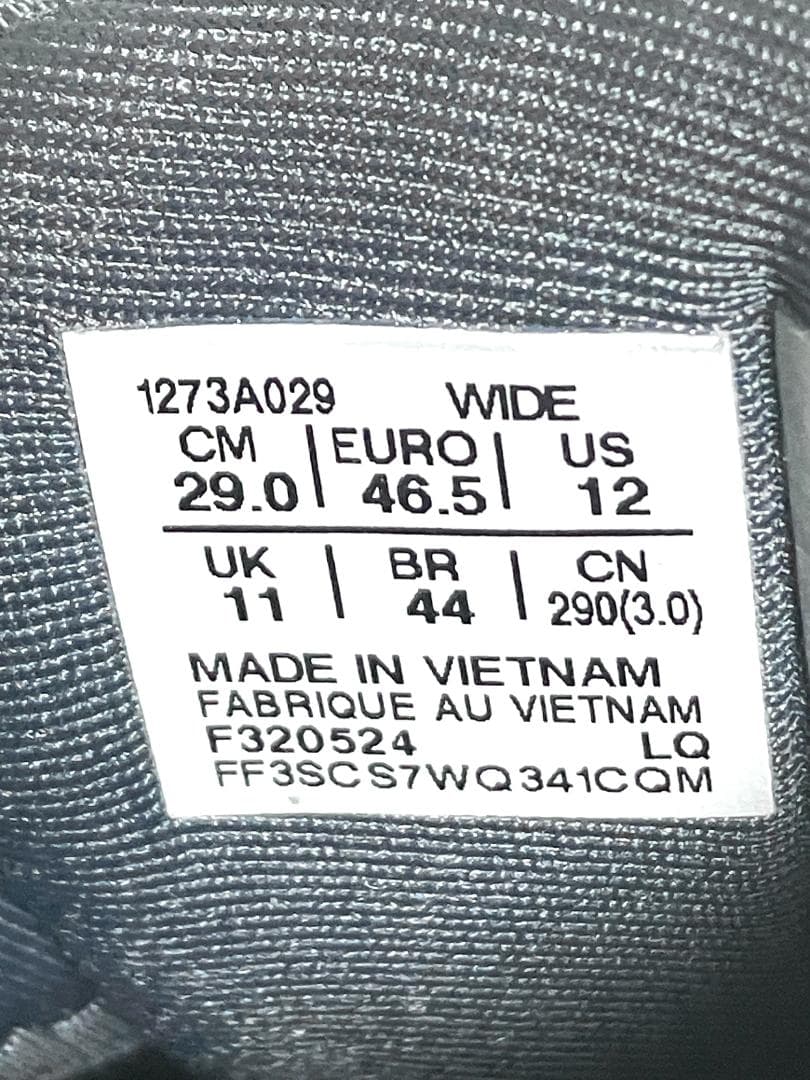 1273A029 WIDE
CM | EURO | US
29.0 | 46.5 | 12
UK | BR | CN
11 | 44 | 290(3.0)
MADE IN VIETNAM
FABRIQUE AU VIETNAM
F320524 LQ
FF3SCS7WQ341CQM